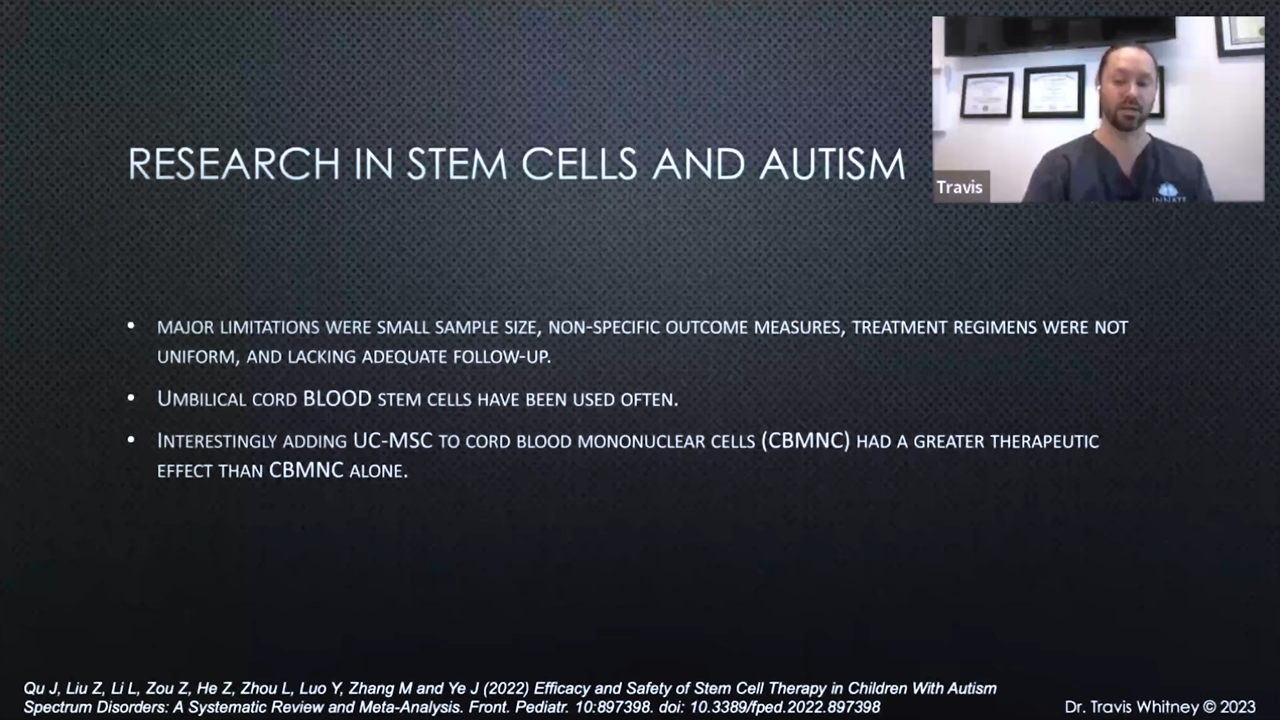 RESEARCH IN STEM CELLS AND AUTISM
Travis
INNATE
• MAJOR LIMITATIONS WERE SMALL SAMPLE SIZE, NON-SPECIFIC OUTCOME MEASURES, TREATMENT REGIMENS WERE NOT
UNIFORM, AND LACKING ADEQUATE FOLLOW-UP.
• UMBILICAL CORD BLOOD STEM CELLS HAVE BEEN USED OFTEN.
• INTERESTINGLY ADDING UC-MSC TO CORD BLOOD MONONUCLEAR CELLS (CBMNC) HAD A GREATER THERAPEUTIC
EFFECT THAN CBMNC ALONE.
Qu J, Liu Z, Li L, Zou Z, He Z, Zhou L, Luo Y, Zhang M and Ye J (2022) Efficacy and Safety of Stem Cell Therapy in Children With Autism
Spectrum Disorders: A Systematic Review and Meta-Analysis. Front. Pediatr. 10:897398. doi: 10.3389/fped.2022.897398
Dr. Travis Whitney © 2023